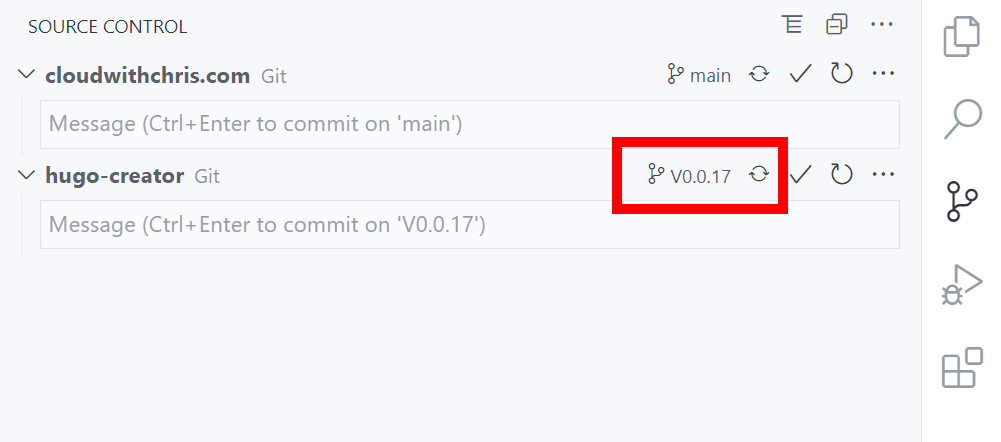 SOURCE CONTROL
cloudwithchris.com Git main
Message (Ctrl+Enter to commit on 'main')
hugo-creator Git V0.0.17
Message (Ctrl+Enter to commit on 'V0.0.17')